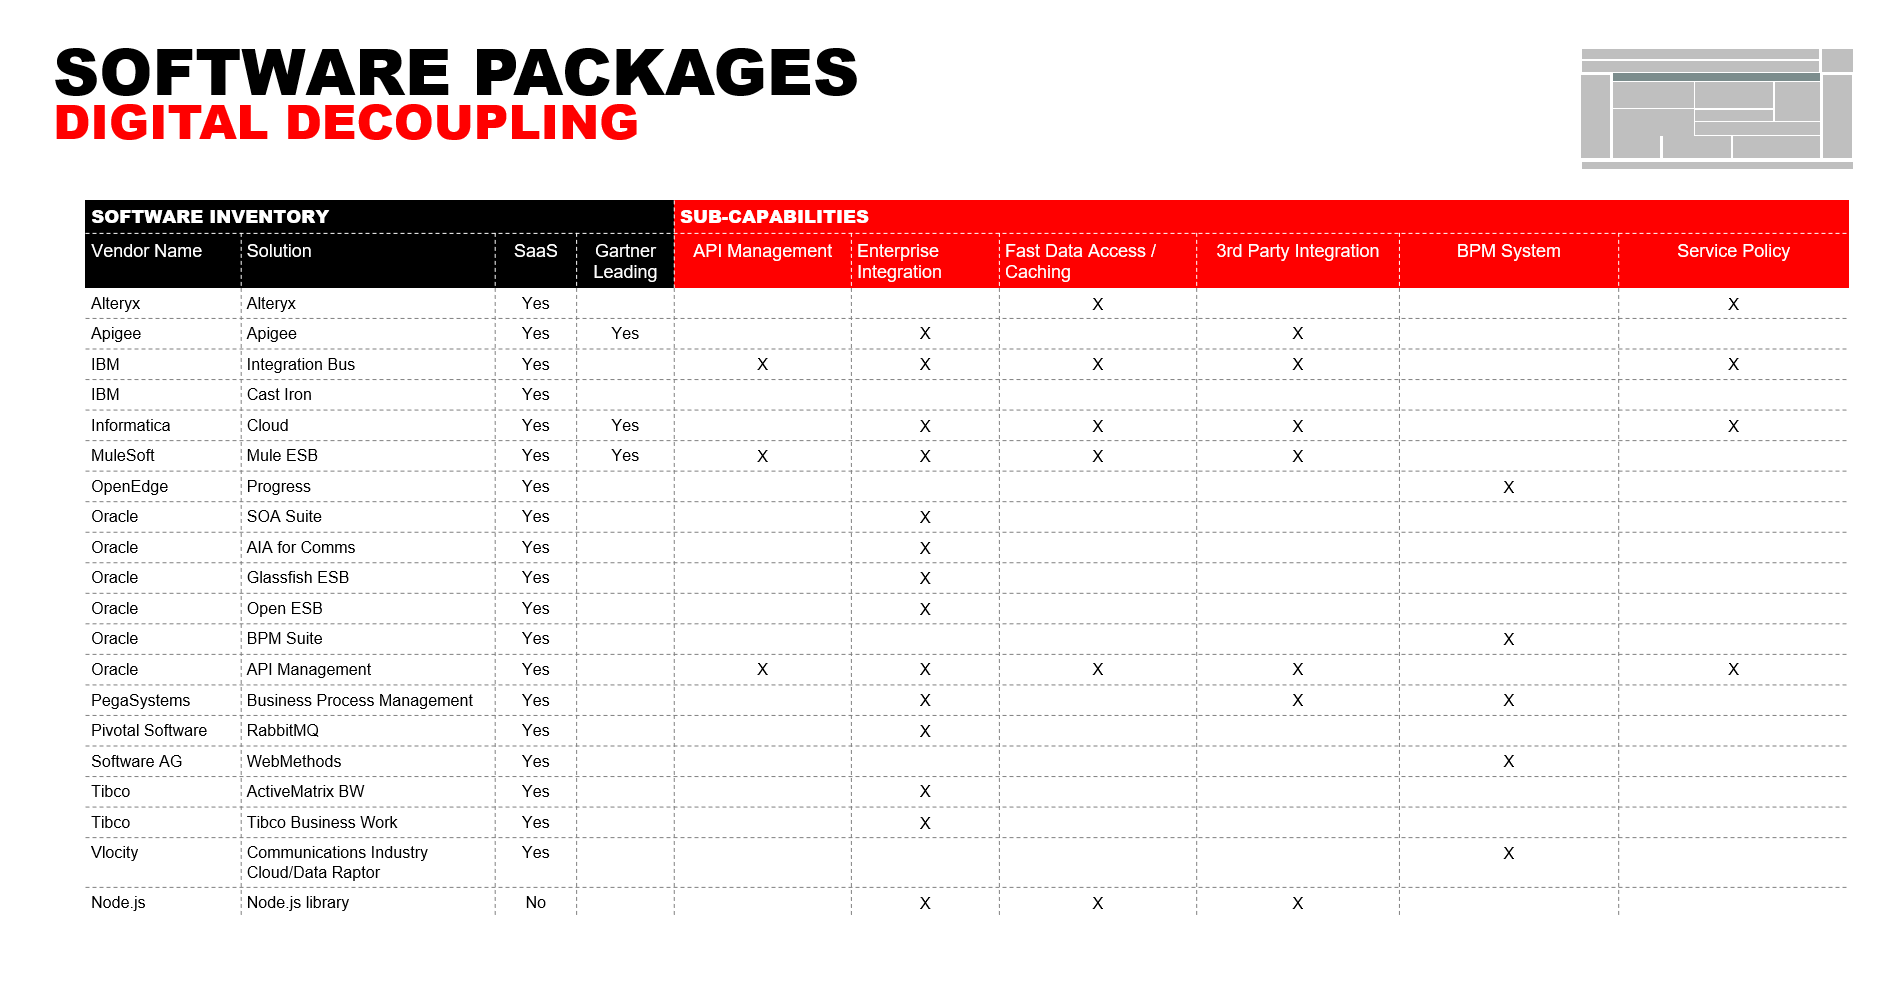 SOFTWARE PACKAGES
DIGITAL DECOUPLING
SOFTWARE INVENTORY SUB-CAPABILITIES
Vendor Name Solution SaaS Gartner Leading API Management Enterprise Integration Fast Data Access / Caching 3rd Party Integration BPM System Service Policy
Alteryx Alteryx Yes X X
Apigee Apigee Yes Yes X X
IBM Integration Bus Yes X X X X X
IBM Cast Iron Yes
Informatica Cloud Yes Yes X X X X
MuleSoft Mule ESB Yes Yes X X X X
OpenEdge Progress Yes X
Oracle SOA Suite Yes X
Oracle AIA for Comms Yes X
Oracle Glassfish ESB Yes X
Oracle Open ESB Yes X
Oracle BPM Suite Yes X
Oracle API Management Yes X X X X X
PegaSystems Business Process Management Yes X X X
Pivotal Software RabbitMQ Yes X
Software AG WebMethods Yes X
Tibco ActiveMatrix BW Yes X
Tibco Tibco Business Work Yes X
Vlocity Communications Industry Cloud/Data Raptor Yes X
Node.js Node.js library No X X X